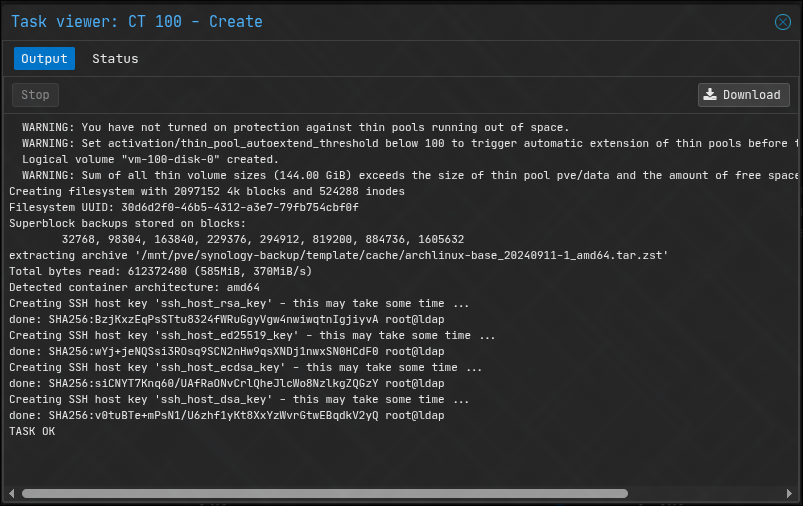 Task viewer: CT 100 - Create
Output Status
Stop Download
WARNING: You have not turned on protection against thin pools running out of space.
WARNING: Set activation/thin_pool_autoextend_threshold below 100 to trigger automatic extension of thin pools before t
Logical volume "vm-100-disk-0" created.
WARNING: Sum of all thin volume sizes (144.00 GiB) exceeds the size of thin pool pve/data and the amount of free space
Creating filesystem with 2097152 4k blocks and 524288 inodes
Filesystem UUID: 30d6d2f0-46b5-4312-a3e7-79fb754cbf0f
Superblock backups stored on blocks:
32768, 98304, 163840, 229376, 294912, 819200, 884736, 1605632
extracting archive '/mnt/pve/synology-backup/template/cache/archlinux-base_20240911-1_amd64.tar.zst'
Total bytes read: 612372480 (585MiB, 370MiB/s)
Detected container architecture: amd64
Creating SSH host key 'ssh_host_rsa_key' - this may take some time ...
done: SHA256:BzjKxzEqPsSTtu8324fWRuGgyVgw4nwiwqtnIgjiyvA root@ldap
Creating SSH host key 'ssh_host_ed25519_key' - this may take some time ...
done: SHA256:wYj+jeNQSsi3ROsq9SCN2nHw9qsXNDj1nwxSN0HCdF0 root@ldap
Creating SSH host key 'ssh_host_ecdsa_key' - this may take some time ...
done: SHA256:siCNYT7Knq60/UAfRaONvCrlQheJlcWo8NzlkgZQGzY root@ldap
Creating SSH host key 'ssh_host_dsa_key' - this may take some time ...
done: SHA256:v0tuBTe+mPsN1/U6zhf1yKt8XxYzWvrGtwEBqdkV2yQ root@ldap
TASK OK